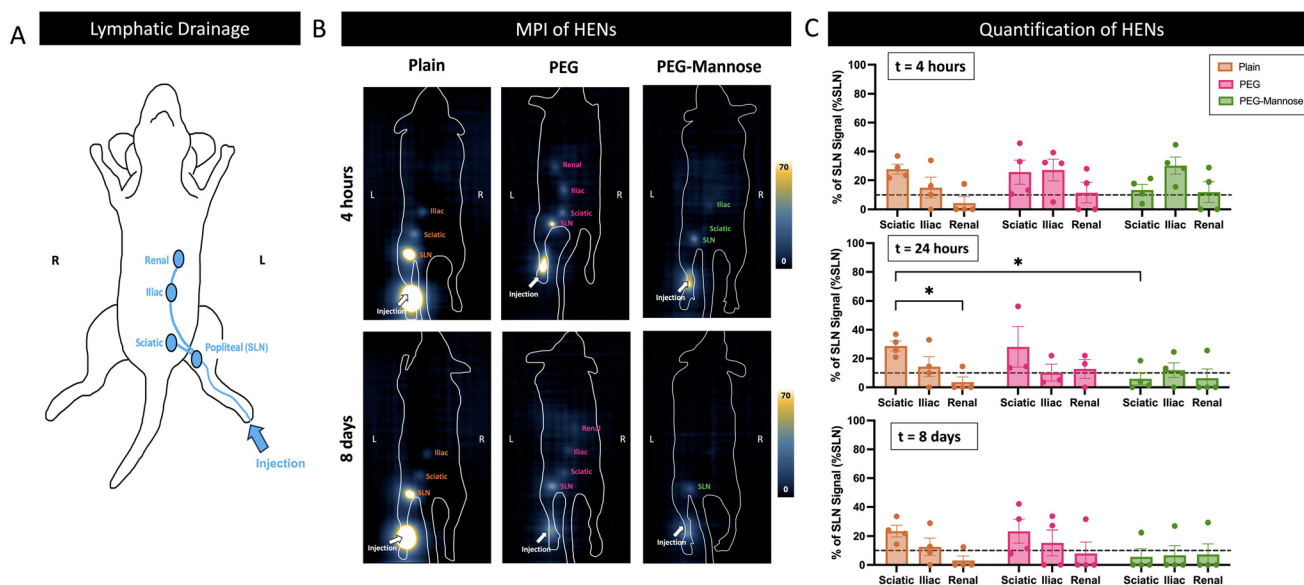 A
Lymphatic Drainage
R
L
Renal
Iliac
Sciatic
Popliteal (SLN)
Injection
B
MPI of HENs
Plain
PEG
PEG-Mannose
4 hours
L
R
Iliac
Sciatic
SLN
Injection
Renal
Iliac
Sciatic
SLN
Injection
Iliac
Sciatic
SLN
Injection
L
R
70
0
8 days
L
R
Iliac
Sciatic
SLN
Injection
Renal
Iliac
Sciatic
SLN
Injection
SLN
Injection
L
R
70
0
C
Quantification of HENs
t = 4 hours
Plain
PEG
PEG-Mannose
% of SLN Signal (%SLN)
100
80
60
40
20
0
Sciatic Iliac Renal Sciatic Iliac Renal Sciatic Iliac Renal
t = 24 hours
% of SLN Signal (%SLN)
100
80
60
40
20
0
*
*
Sciatic Iliac Renal Sciatic Iliac Renal Sciatic Iliac Renal
t = 8 days
% of SLN Signal (%SLN)
100
80
60
40
20
0
Sciatic Iliac Renal Sciatic Iliac Renal Sciatic Iliac Renal